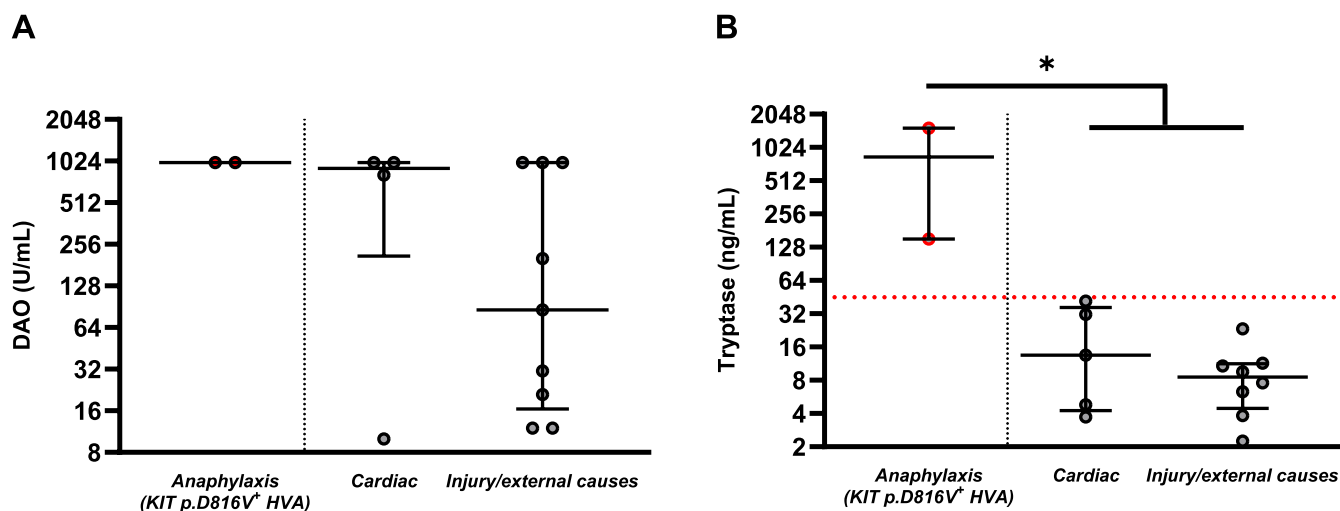 A
DAO (U/mL)
2048
1024
512
256
128
64
32
16
8
Anaphylaxis
(KIT p.D816V+ HVA)
Cardiac
Injury/external causes
B
*
Tryptase (ng/mL)
2048
1024
512
256
128
64
32
16
8
4
2
Anaphylaxis
(KIT p.D816V+ HVA)
Cardiac
Injury/external causes